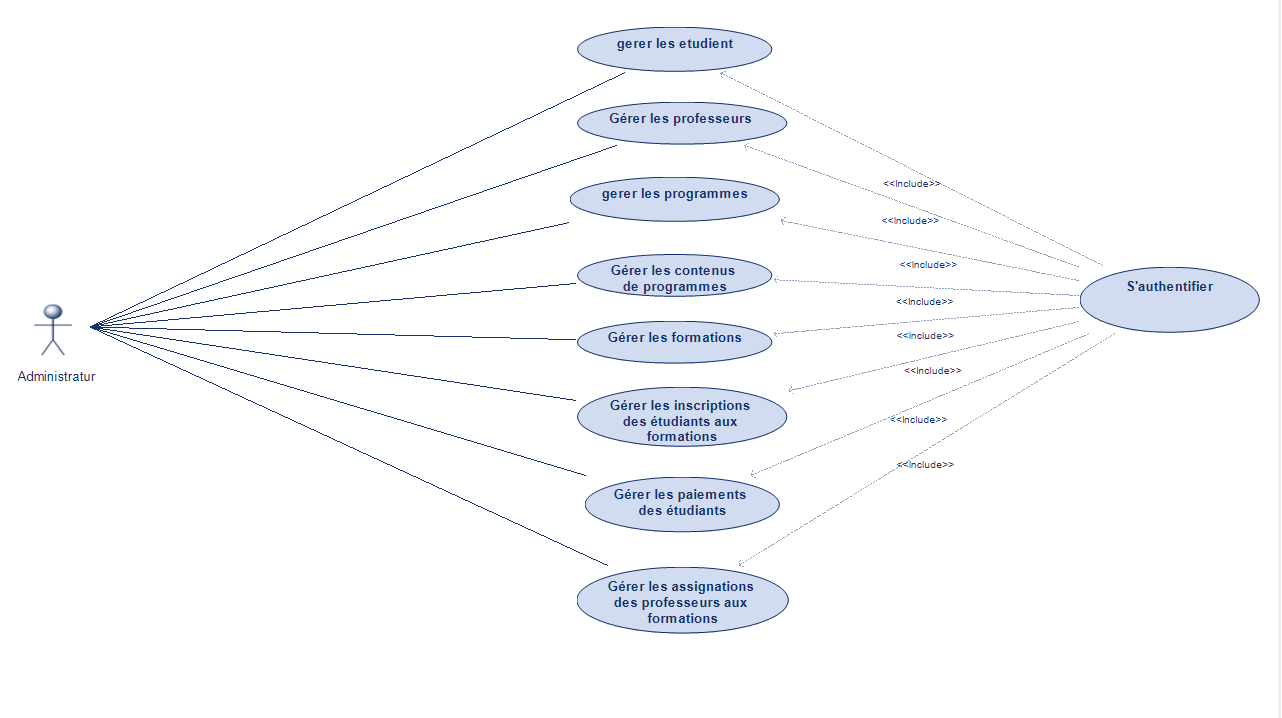 gerer les etudient
Gérer les professeurs
<<Include>>
gerer les programmes
<<Include>>
<<Include>>
Gérer les contenus
de programmes
S'authentifier
<<Include>>
Gérer les formations
<<Include>>
Administratur
<<Include>>
Gérer les inscriptions
des étudiants aux
formations
<<Include>>
<<Include>>
Gérer les paiements
des étudiants
Gérer les assignations
des professeurs aux
formations